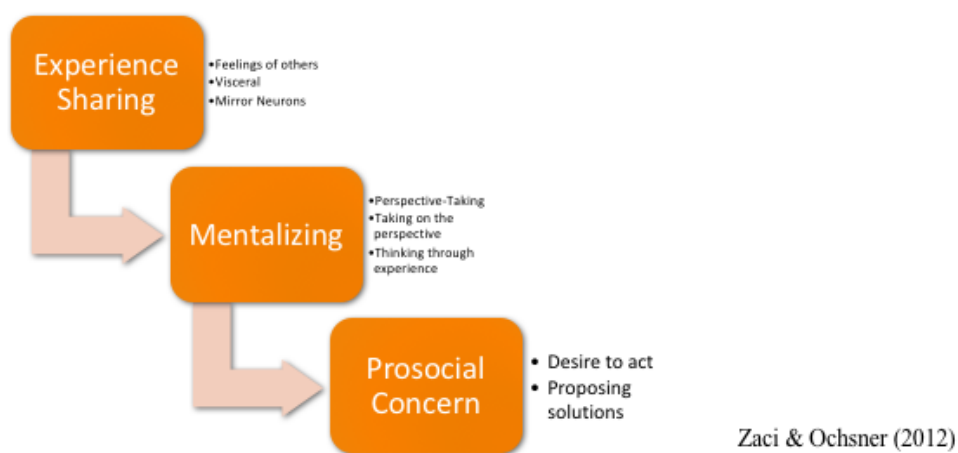 Experience
Sharing
•Feelings of others
•Visceral
•Mirror Neurons
Mentalizing
•Perspective-Taking
•Taking on the
perspective
•Thinking through
experience
Prosocial
Concern
• Desire to act
• Proposing
solutions
Zaci & Ochsner (2012)